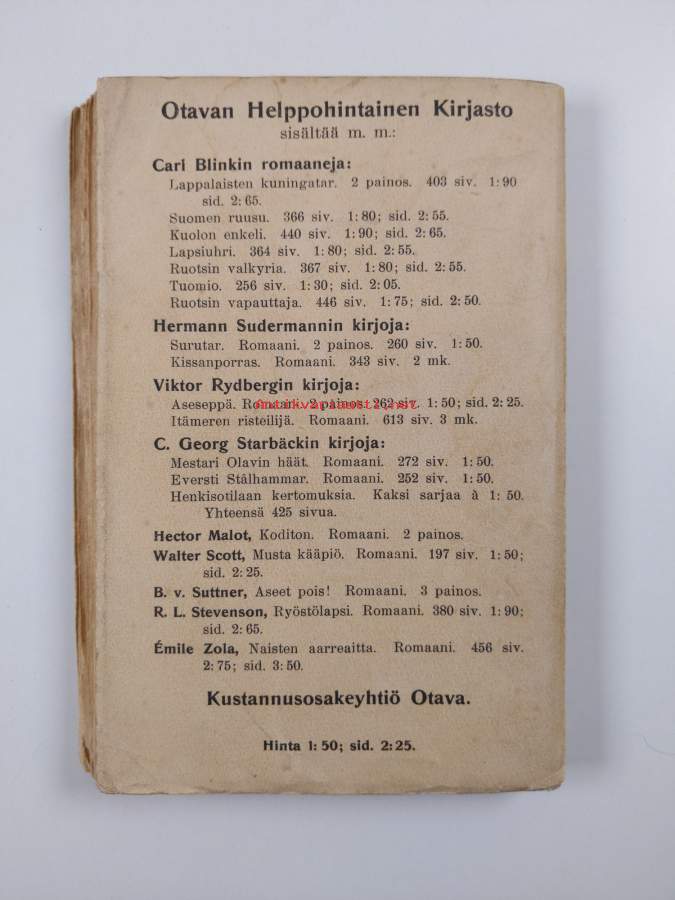 Otavan Helppohintainen Kirjasto
sisältää m. m.:
Carl Blinkin romaaneja:
Lappalaisten kuningatar. 2 painos. 403 siv. 1:90
sid. 2:65.
Suomen ruusu. 366 siv. 1:80; sid. 2:55.
Kuolon enkeli. 440 siv. 1:90; sid. 2:65.
Lapsiuhri. 364 siv. 1:80; sid. 2:55.
Ruotsin valkyria. 367 siv. 1:80; sid. 2:55.
Tuomio. 256 siv. 1:30; sid. 2:05.
Ruotsin vapauttaja. 446 siv. 1:75; sid. 2:50.
Hermann Sudermannin kirjoja:
Surutar. Romaani. 2 painos. 260 siv. 1:50.
Kissanporras. Romaani. 343 siv. 2 mk.
Viktor Rydbergin kirjoja:
Aseseppä. Romaani. 2 painos. 262 siv. 1:50; sid. 2:25.
Itämeren risteilijä. Romaani. 613 siv. 3 mk.
C. Georg Starbäckin kirjoja:
Mestari Olavin häät. Romaani. 272 siv. 1:50.
Eversti Stålhammar. Romaani. 252 siv. 1:50.
Henkisotilaan kertomuksia. Kaksi sarjaa à 1:50.
Yhteensä 425 sivua.
Hector Malot, Koditon. Romaani. 2 painos.
Walter Scott, Musta kääpiö. Romaani. 197 siv. 1:50;
sid. 2:25.
B. v. Suttner, Aseet pois! Romaani. 3 painos.
R. L. Stevenson, Ryöstölapsi. Romaani. 380 siv. 1:90;
sid. 2:65.
Émile Zola, Naisten aarreaitta. Romaani. 456 siv.
2:75; sid. 3:50.
Kustannusosakeyhtiö Otava.
Hinta 1:50; sid. 2:25.